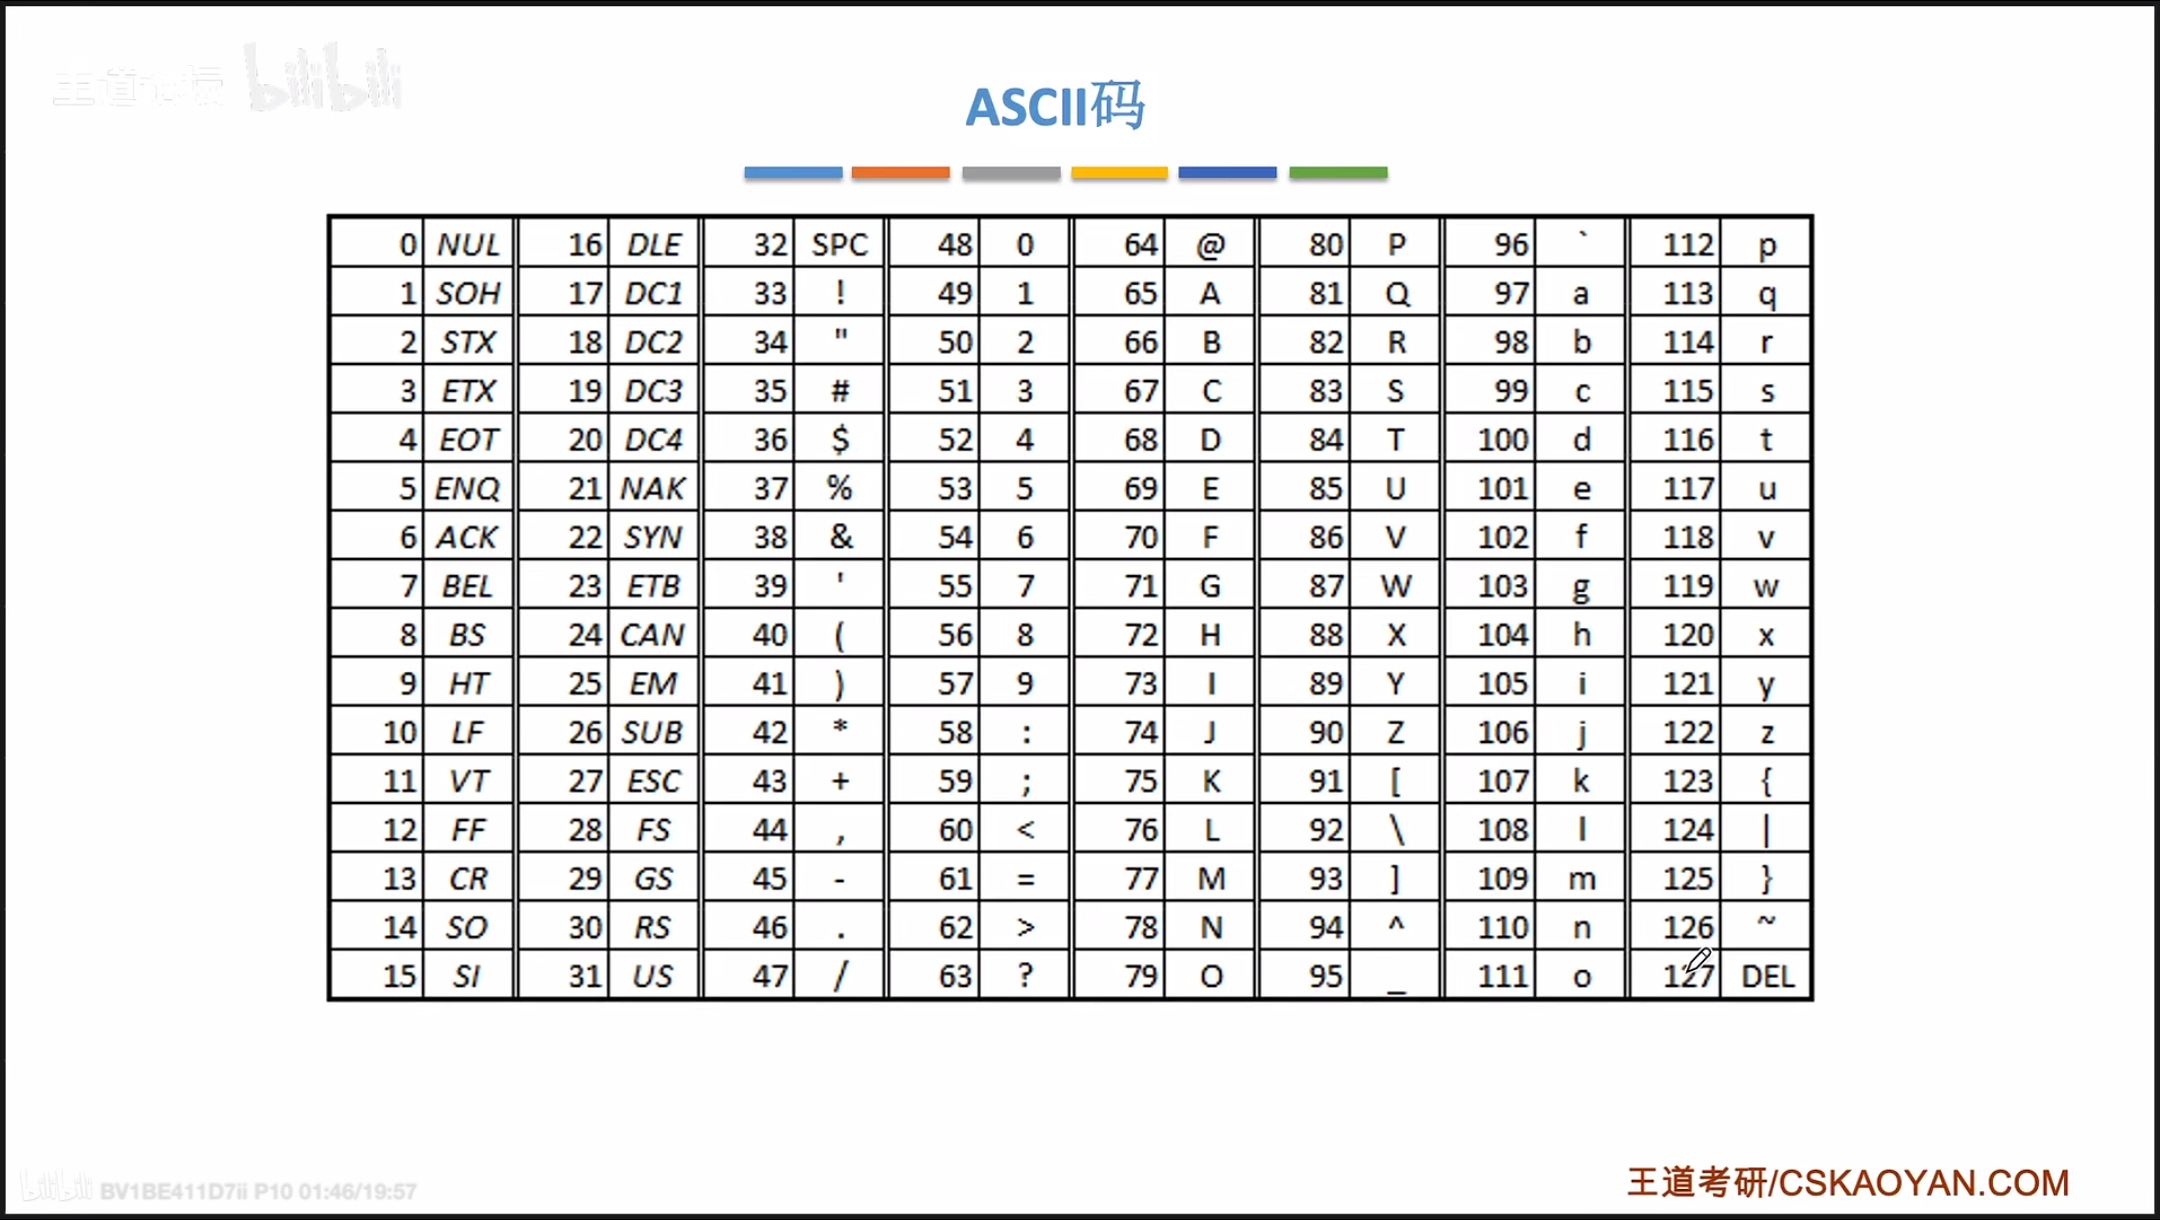 王道论坛 bilibili
ASCII码
0 NUL 16 DLE 32 SPC 48 0 64 @ 80 P 96 ` 112 p
1 SOH 17 DC1 33 ! 49 1 65 A 81 Q 97 a 113 q
2 STX 18 DC2 34 " 50 2 66 B 82 R 98 b 114 r
3 ETX 19 DC3 35 # 51 3 67 C 83 S 99 c 115 s
4 EOT 20 DC4 36 $ 52 4 68 D 84 T 100 d 116 t
5 ENQ 21 NAK 37 % 53 5 69 E 85 U 101 e 117 u
6 ACK 22 SYN 38 & 54 6 70 F 86 V 102 f 118 v
7 BEL 23 ETB 39 ' 55 7 71 G 87 W 103 g 119 w
8 BS 24 CAN 40 ( 56 8 72 H 88 X 104 h 120 x
9 HT 25 EM 41 ) 57 9 73 I 89 Y 105 i 121 y
10 LF 26 SUB 42 * 58 : 74 J 90 Z 106 j 122 z
11 VT 27 ESC 43 + 59 ; 75 K 91 [ 107 k 123 {
12 FF 28 FS 44 , 60 < 76 L 92 \ 108 l 124 |
13 CR 29 GS 45 - 61 = 77 M 93 ] 109 m 125 }
14 SO 30 RS 46 . 62 > 78 N 94 ^ 110 n 126 ~
15 SI 31 US 47 / 63 ? 79 O 95 _ 111 o 127 DEL
王道考研/CSKAOYAN.COM
bilibili BV1BE411D7ii P10 01:46/19:57